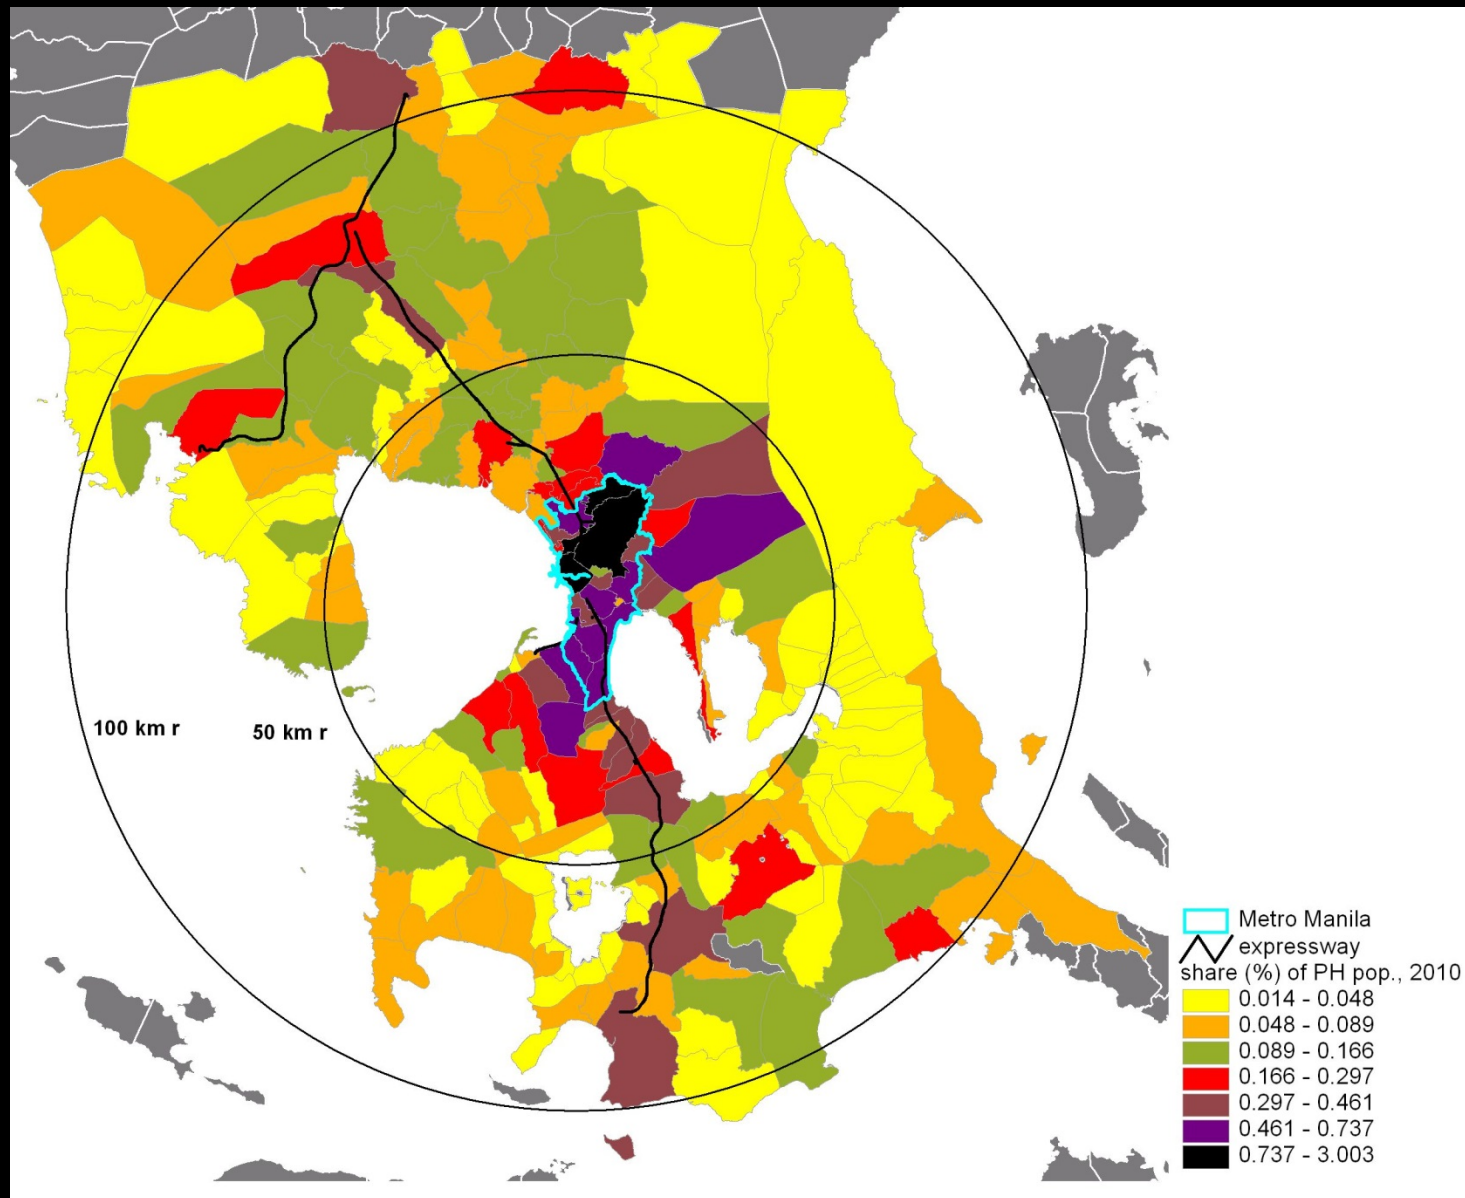 100 km r
50 km r
Metro Manila
expressway
share (%) of PH pop., 2010
0.014 - 0.048
0.048 - 0.089
0.089 - 0.166
0.166 - 0.297
0.297 - 0.461
0.461 - 0.737
0.737 - 3.003